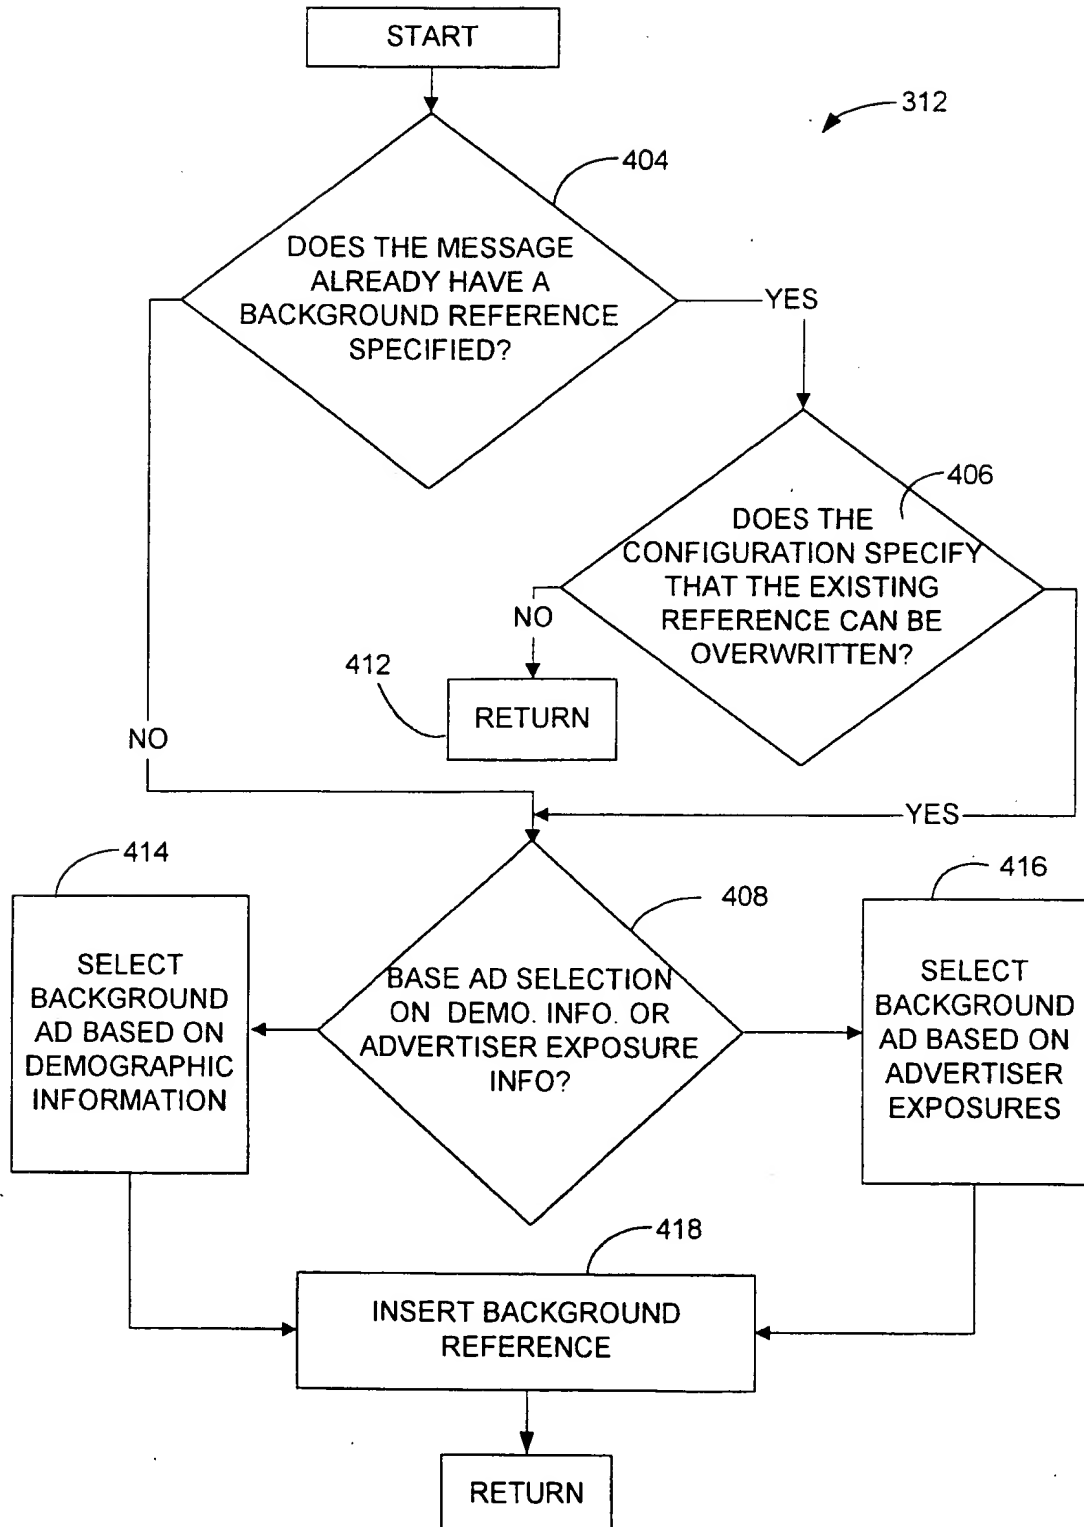 START
312
404
DOES THE MESSAGE
ALREADY HAVE A
BACKGROUND REFERENCE
SPECIFIED?
YES
406
DOES THE
CONFIGURATION SPECIFY
THAT THE EXISTING
REFERENCE CAN BE
OVERWRITTEN?
NO
412
RETURN
NO
YES
414
408
416
SELECT
BACKGROUND
AD BASED ON
DEMOGRAPHIC
INFORMATION
BASE AD SELECTION
ON DEMO. INFO. OR
ADVERTISER EXPOSURE
INFO?
SELECT
BACKGROUND
AD BASED ON
ADVERTISER
EXPOSURES
418
INSERT BACKGROUND
REFERENCE
RETURN